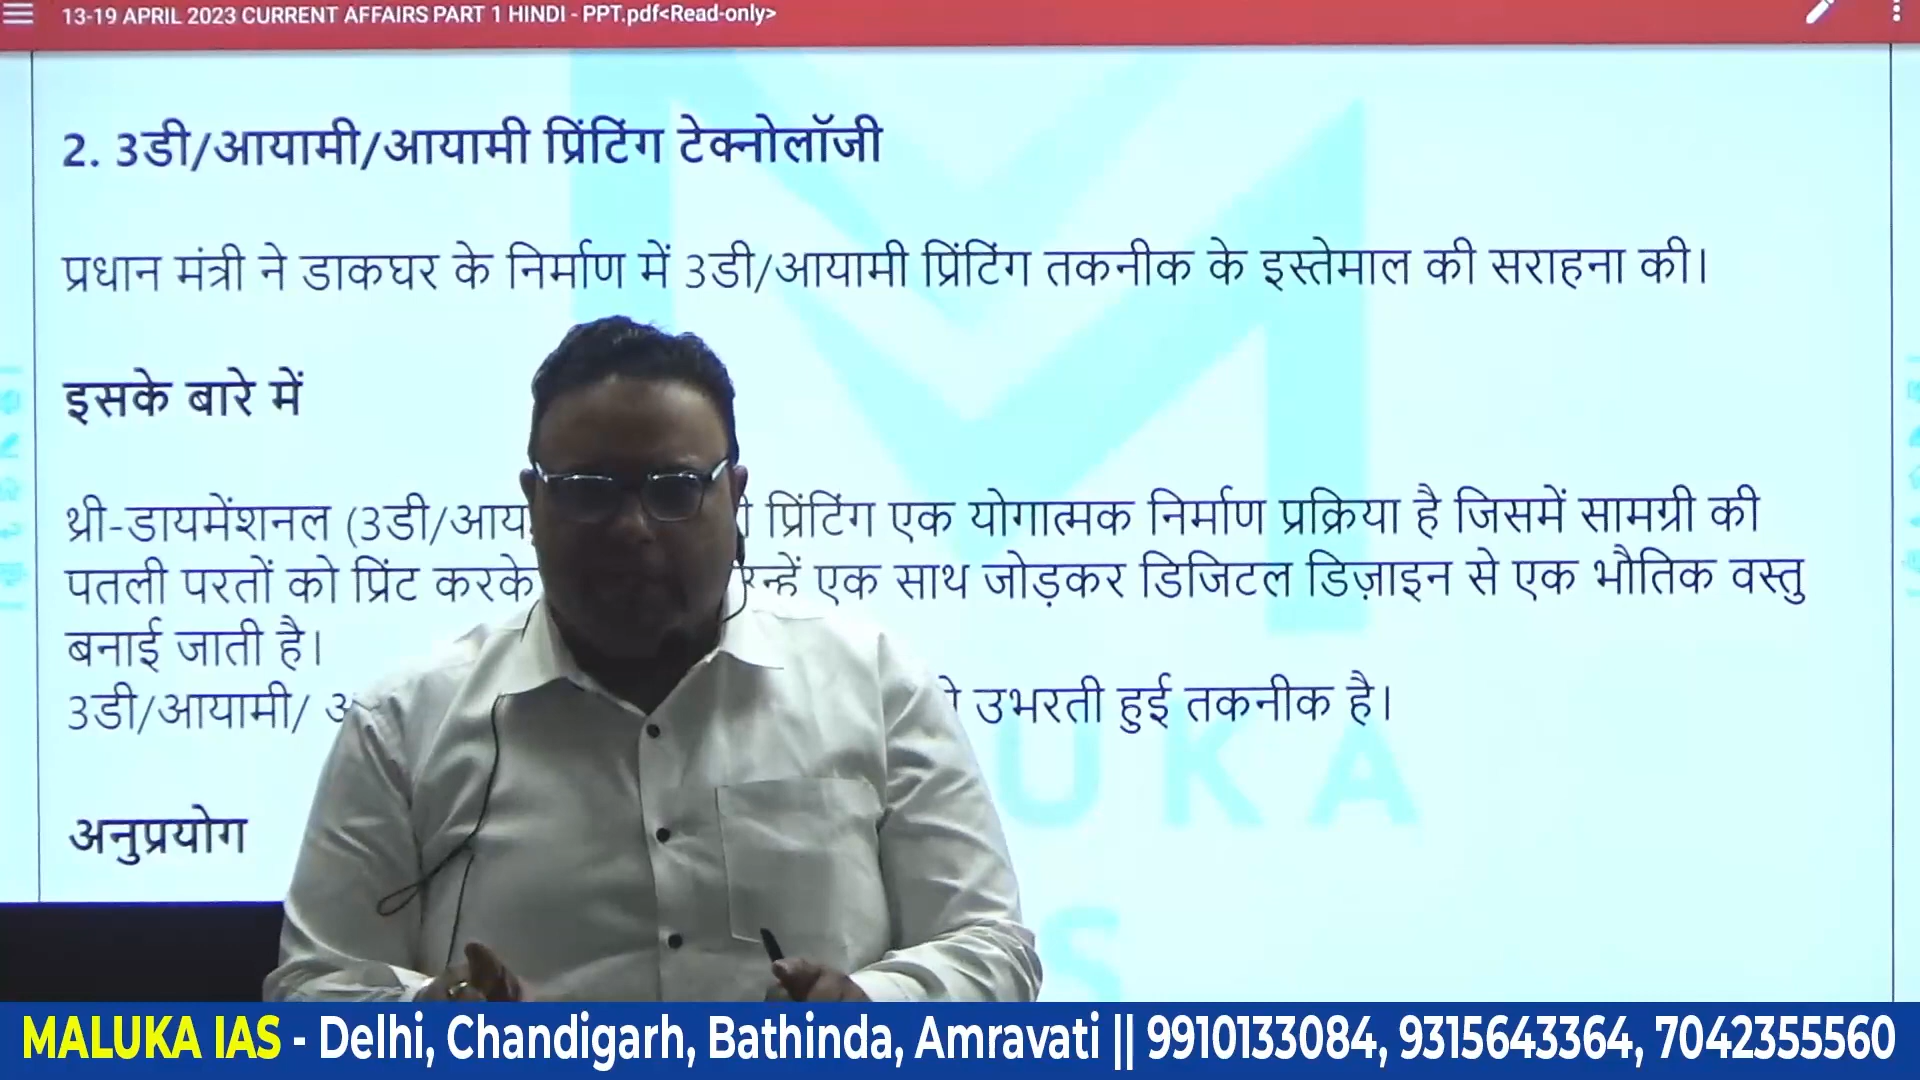 13-19 APRIL 2023 CURRENT AFFAIRS PART 1 HINDI - PPT.pdf<Read-only>
2. 3डी/आयामी/आयामी प्रिंटिंग टेक्नोलॉजी
प्रधान मंत्री ने डाकघर के निर्माण में 3डी/आयामी प्रिंटिंग तकनीक के इस्तेमाल की सराहना की।
इसके बारे में
थ्री-डायमेंशनल (3डी/ प्रिंटिंग एक योगात्मक निर्माण प्रक्रिया है जिसमें सामग्री की
पतली परतों को प्रिंट करके एक साथ जोड़कर डिजिटल डिज़ाइन से एक भौतिक वस्तु
बनाई जाती है।
3डी/आयामी/ उभरती हुई तकनीक है।
अनुप्रयोग
UKA
S
MALUKA IAS - Delhi, Chandigarh, Bathinda, Amravati || 9910133084, 9315643364, 7042355560